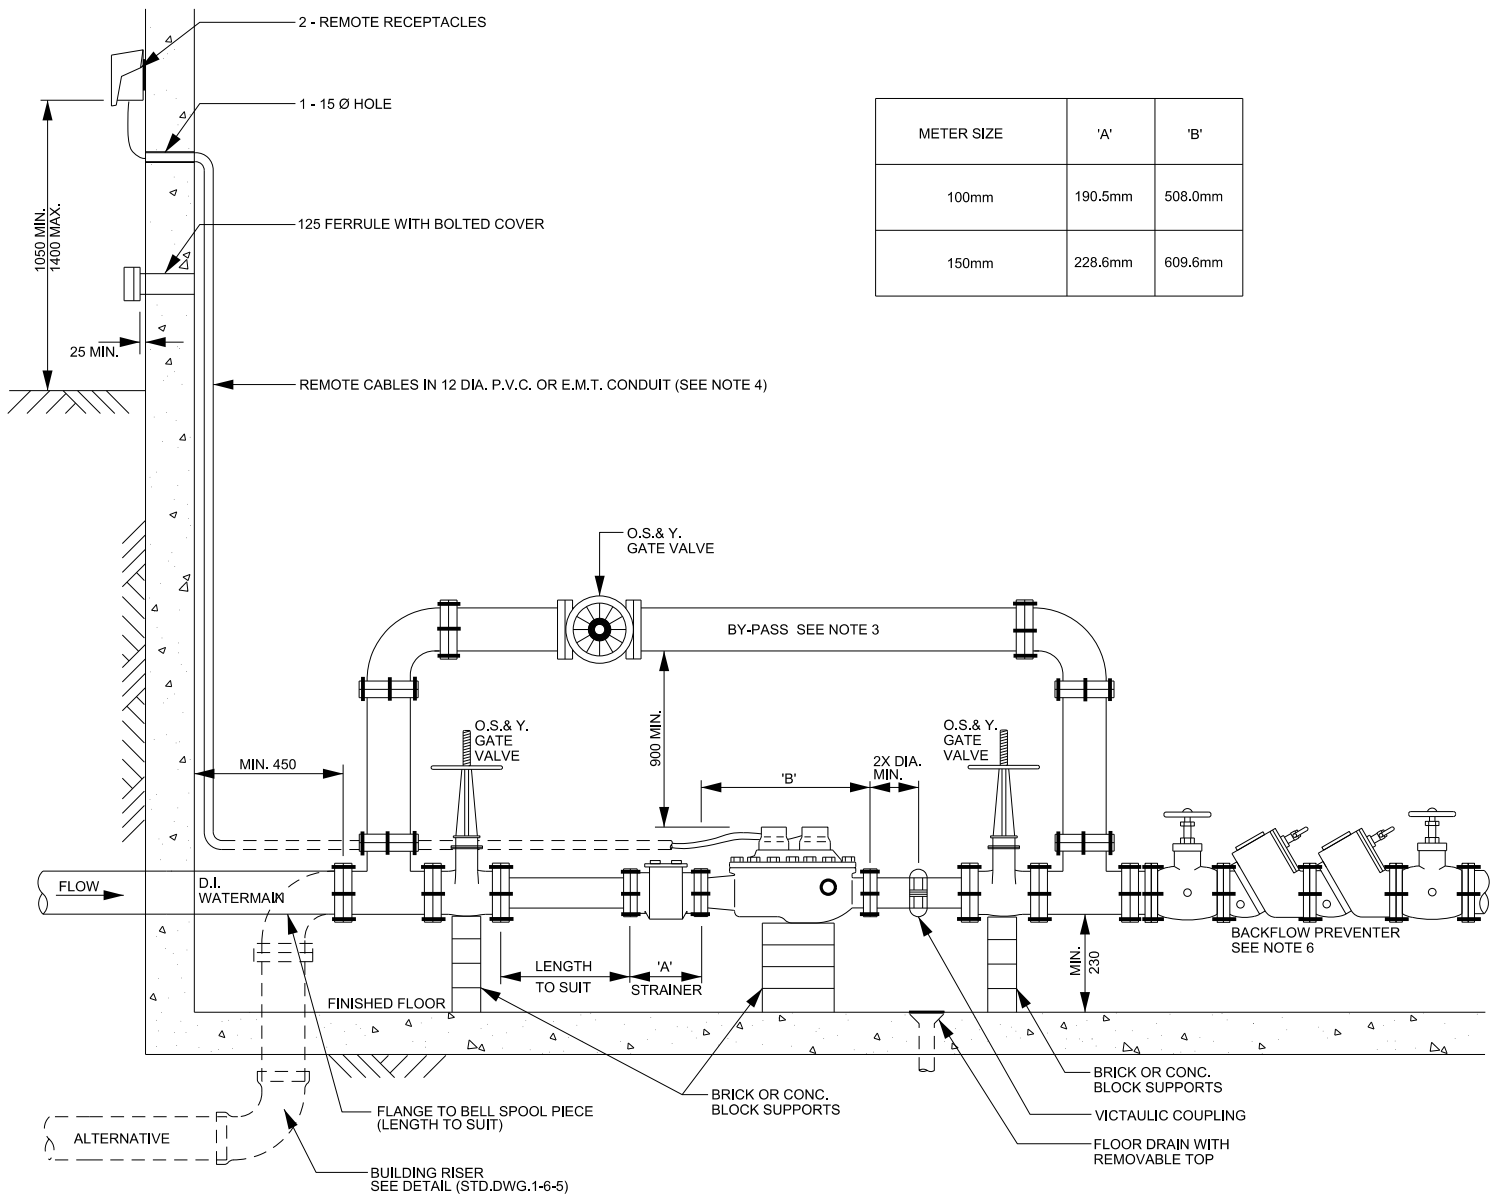 2 - REMOTE RECEPTACLES
1 - 15 Ø HOLE
METER SIZE 'A' 'B'
100mm 190.5mm 508.0mm
150mm 228.6mm 609.6mm
1050 MIN.
1400 MAX.
125 FERRULE WITH BOLTED COVER
25 MIN.
REMOTE CABLES IN 12 DIA. P.V.C. OR E.M.T. CONDUIT (SEE NOTE 4)
O.S.& Y.
GATE VALVE
BY-PASS SEE NOTE 3
900 MIN.
O.S.& Y.
GATE
VALVE
O.S.& Y.
GATE
VALVE
MIN. 450
'B'
2X DIA.
MIN.
FLOW
D.I.
WATERMAIN
BACKFLOW PREVENTER
SEE NOTE 6
MIN.
230
LENGTH
TO SUIT
'A'
STRAINER
FINISHED FLOOR
BRICK OR CONC.
BLOCK SUPPORTS
BRICK OR CONC.
BLOCK SUPPORTS
VICTAULIC COUPLING
FLANGE TO BELL SPOOL PIECE
(LENGTH TO SUIT)
ALTERNATIVE
FLOOR DRAIN WITH
REMOVABLE TOP
BUILDING RISER
SEE DETAIL (STD.DWG.1-6-5)